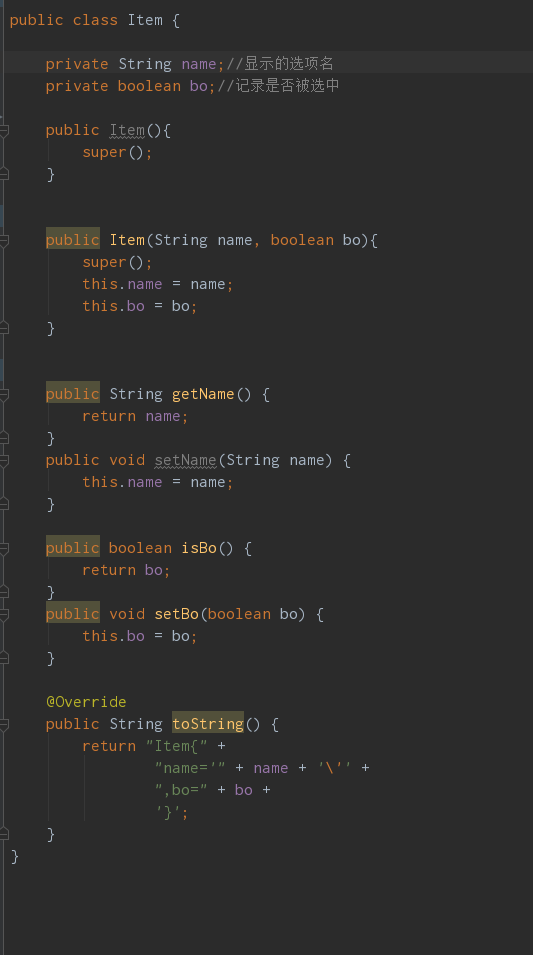 public class Item {
private String name;//显示的选项名
private boolean bo;//记录是否被选中
public Item(){
super();
}
public Item(String name, boolean bo){
super();
this.name = name;
this.bo = bo;
}
public String getName() {
return name;
}
public void setName(String name) {
this.name = name;
}
public boolean isBo() {
return bo;
}
public void setBo(boolean bo) {
this.bo = bo;
}
@Override
public String toString() {
return "Item{" +
"name='" + name + '\'' +
",bo=" + bo +
'}';
}
}